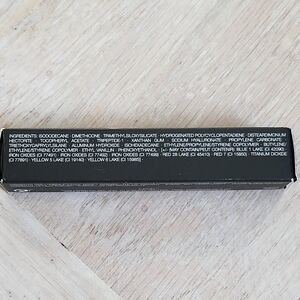 INGREDIENTS: ISODODECANE · DIMETHICONE · TRIMETHYLSILOXYSILICATE · HYDROGENATED POLYCYCLOPENTADIENE · DISTEARDIMONIUM
HECTORITE · TOCOPHERYL ACETATE · TRIPEPTIDE-1 · XANTHAN GUM · SODIUM HYALURONATE · PROPYLENE CARBONATE
TRIETHOXYCAPRYLYLSILANE · ALUMINUM HYDROXIDE · ISOHEXADECANE · ETHYLENE/PROPYLENE/STYRENE COPOLYMER · BUTYLENE/
ETHYLENE/STYRENE COPOLYMER · ETHYL VANILLIN · PHENOXYETHANOL · [+/- (MAY CONTAIN/PEUT CONTENIR): BLUE 1 LAKE (CI 42090)
IRON OXIDES (CI 77491) · IRON OXIDES (CI 77492) · IRON OXIDES (CI 77499) · RED 28 LAKE (CI 45410) · RED 7 (CI 15850) · TITANIUM DIOXIDE
(CI 77891) · YELLOW 5 LAKE (CI 19140) · YELLOW 6 LAKE (CI 15985)]